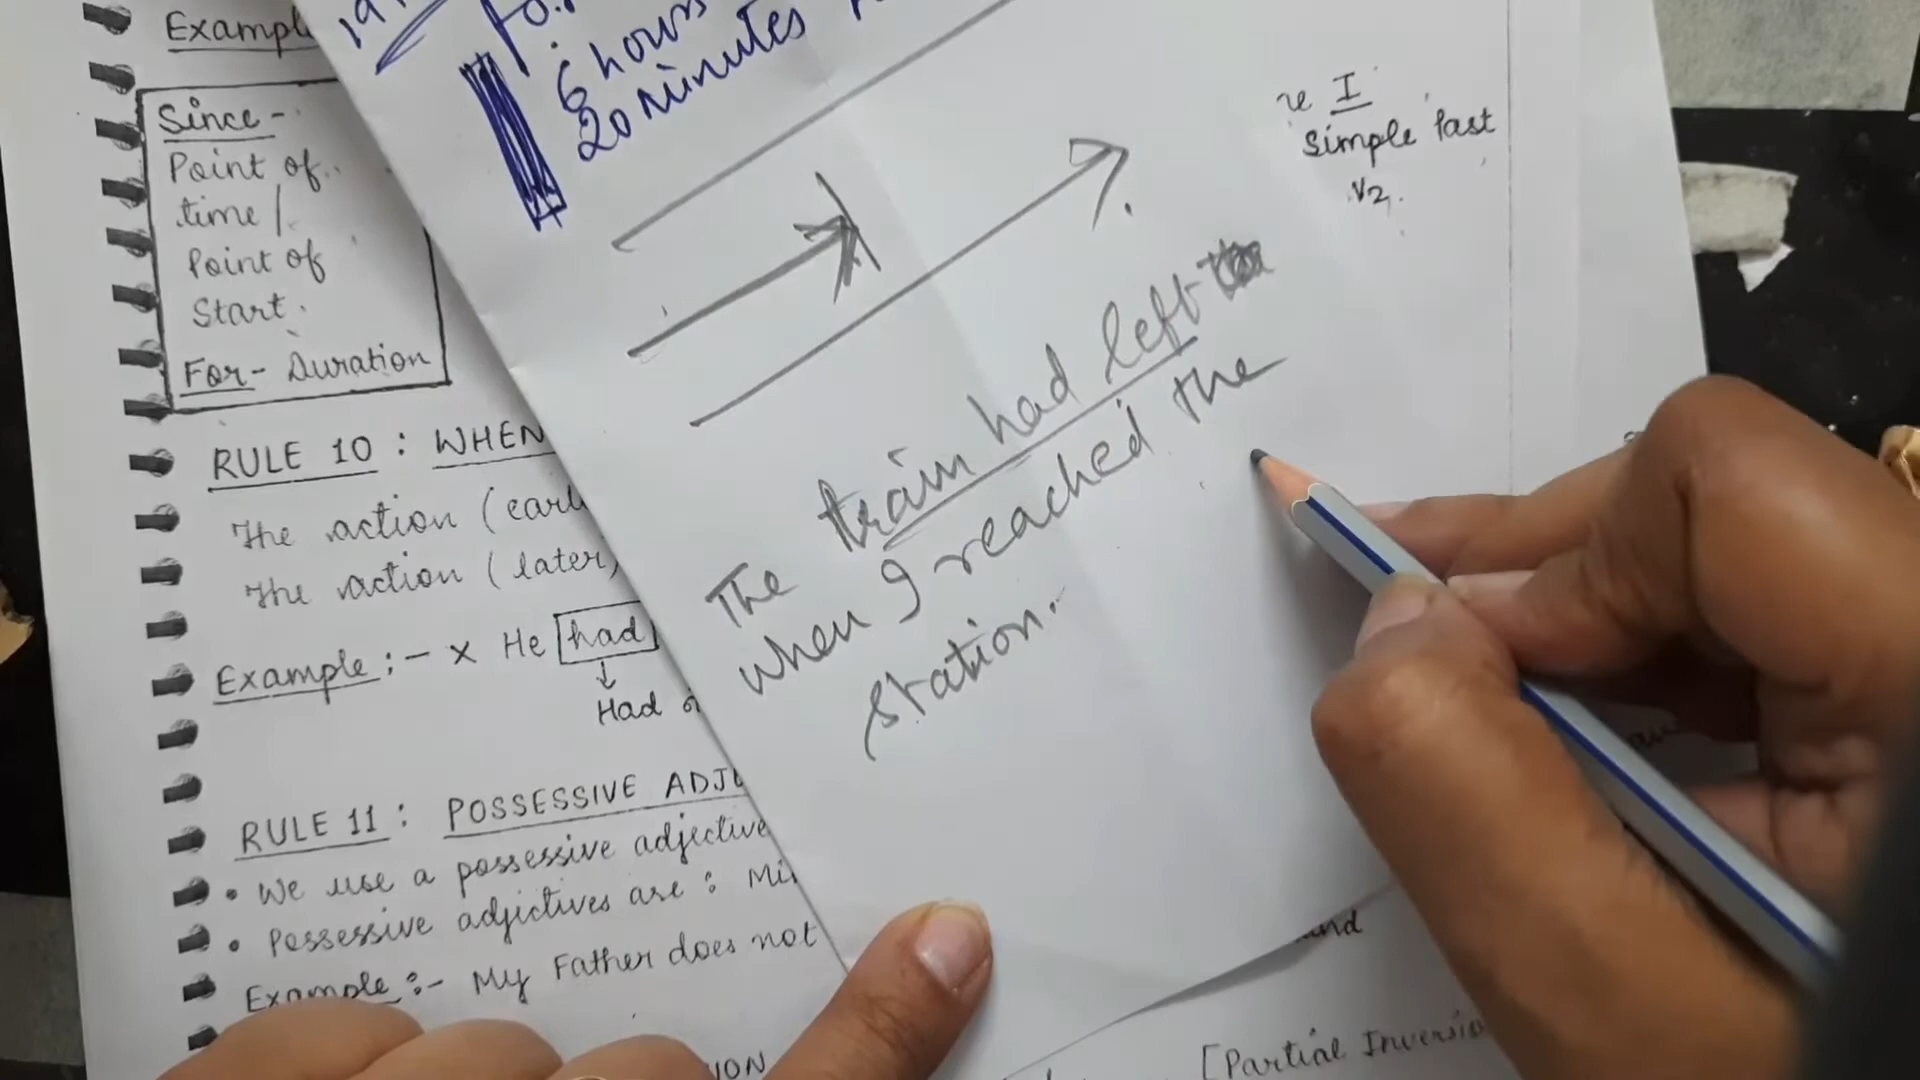 Example
Since -
Point of
time /
Point of
Start.
For - Duration
RULE 10 : WHEN
The action (earl
The action (later)
Example :- × He had
Had
RULE 11 : POSSESSIVE ADJ
• We use a possessive adjective
• Possessive adjectives are : Mi
Example :- My Father does not
6 hours
20 minutes
I
Simple Past
V2.
The train had left
when I reached the
station.
[Partial Inversio